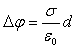 Δφ = σ/ε₀ d